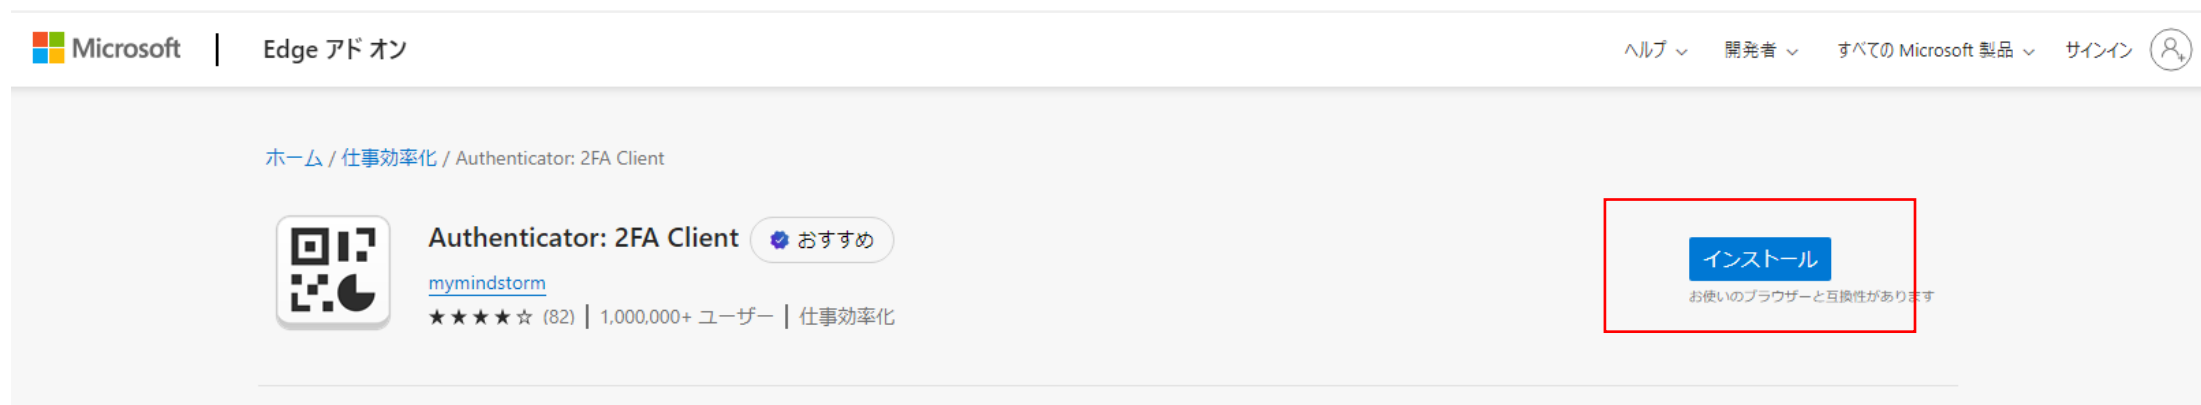 Microsoft | Edge アド オン ヘルプ 開発者 すべての Microsoft 製品 サインイン
ホーム / 仕事効率化 / Authenticator: 2FA Client
Authenticator: 2FA Client おすすめ
インストール
mymindstorm
お使いのブラウザーと互換性があります
★★★★☆ (82) | 1,000,000+ ユーザー | 仕事効率化